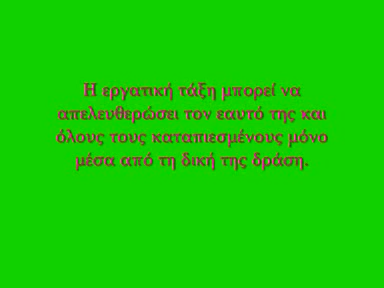 Η εργατική τάξη μπορεί να
απελευθερώσει τον εαυτό της και
όλους τους καταπιεσμένους μόνο
μέσα από τη δική της δράση.